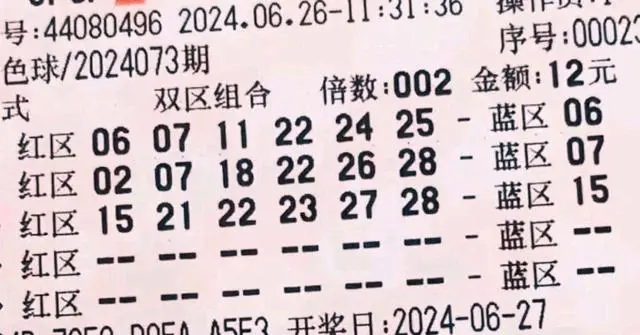 号:44080496 2024.06.26-11:31:36
序号:00023
色球/2024073期
式 双区组合 倍数:002 金额:12元
红区 06 07 11 22 24 25 - 蓝区 06
红区 02 07 18 22 26 28 - 蓝区 07
红区 15 21 22 23 27 28 - 蓝区 15
红区 -- -- -- -- -- -- - 蓝区 --
红区 -- -- -- -- -- -- - 蓝区 --
开奖日:2024-06-27